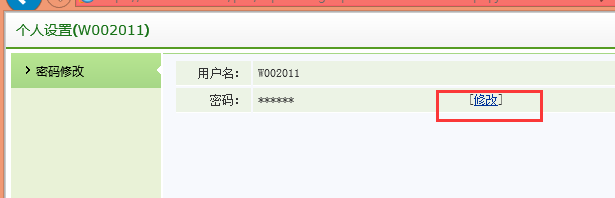 个人设置(W002011)
密码修改
用户名： W002011
密码： ****** [修改]